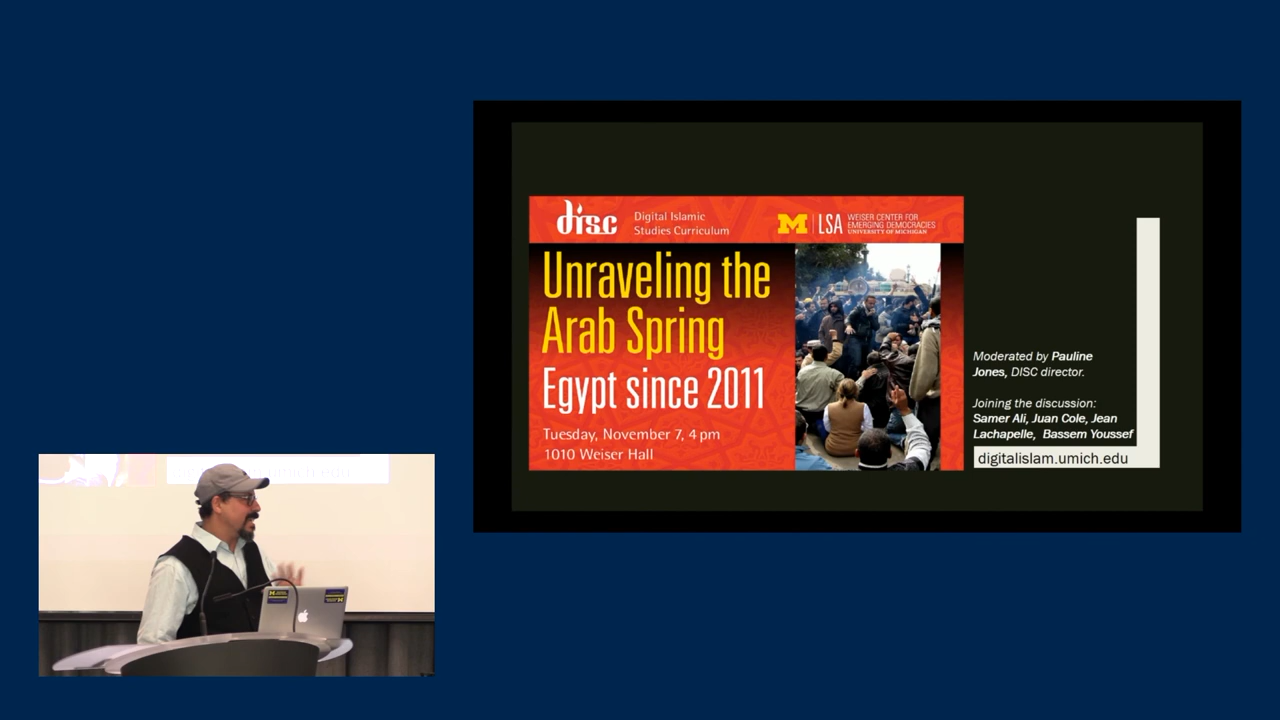 disc
Digital Islamic
Studies Curriculum
M
LSA
WEISER CENTER FOR
EMERGING DEMOCRACIES
UNIVERSITY OF MICHIGAN
Unraveling the
Arab Spring
Egypt since 2011
Tuesday, November 7, 4 pm
1010 Weiser Hall
Moderated by Pauline
Jones, DISC director.
Joining the discussion:
Samer Ali, Juan Cole, Jean
Lachapelle, Bassem Youssef
digitalislam.umich.edu